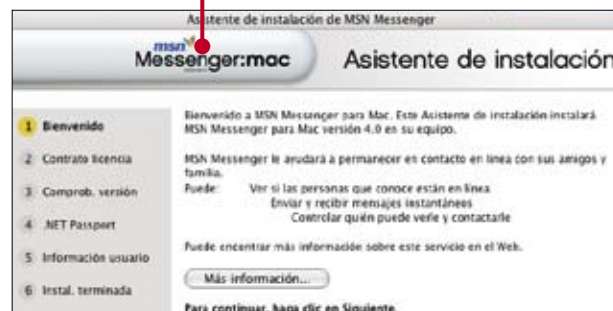 Asistente de instalación de MSN Messenger
msn
Messenger:mac
Asistente de instalación
1 Bienvenido
2 Contrato licencia
3 Comprob. versión
4 .NET Passport
5 Información usuario
6 Instal. terminada
Bienvenido a MSN Messenger para Mac. Este Asistente de instalación instalará
MSN Messenger para Mac versión 4.0 en su equipo.
MSN Messenger le ayudará a permanecer en contacto en línea con sus amigos y
familia.
Puede: Ver si las personas que conoce están en línea
Enviar y recibir mensajes instantáneos
Controlar quién puede verle y contactarle
Puede encontrar más información sobre este servicio en el Web.
Más información...
Para continuar, haga clic en Siguiente.